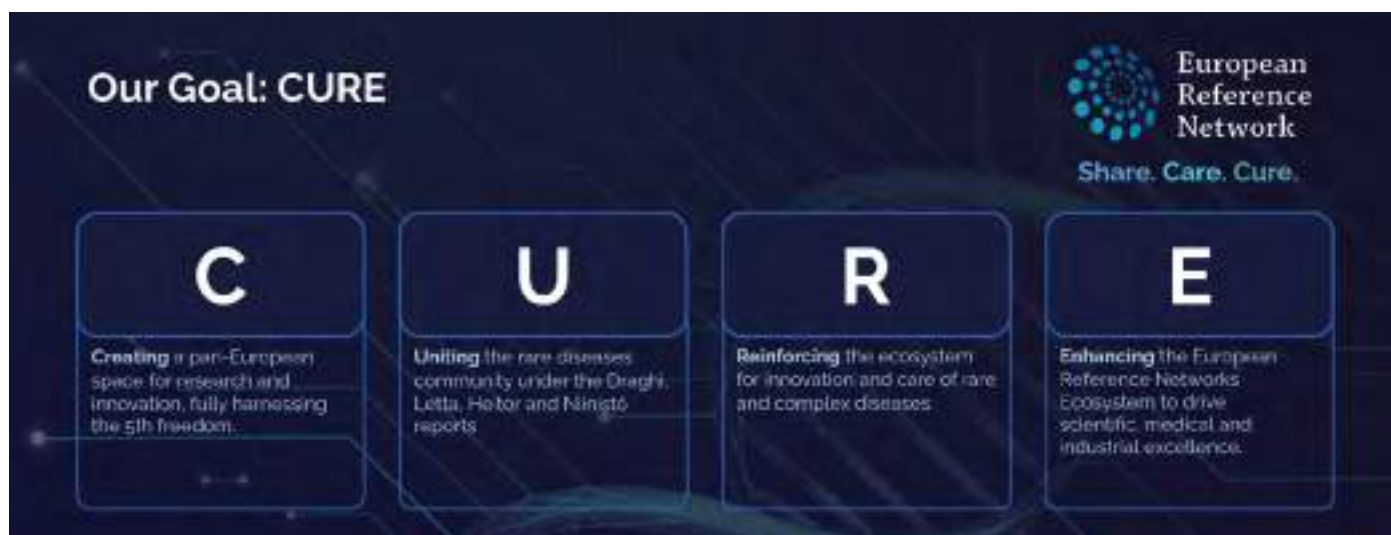 Our Goal: CURE
European
Reference
Network
Share. Care. Cure.
C
Creating a pan-European
space for research and
innovation, fully harnessing
the 5th freedom.
U
Uniting the rare diseases
community under the Draghi,
Letta, Heitor and Niinistö
reports
R
Reinforcing the ecosystem
for innovation and care of rare
and complex diseases
E
Enhancing the European
Reference Networks
Ecosystem to drive
scientific, medical and
industrial excellence.